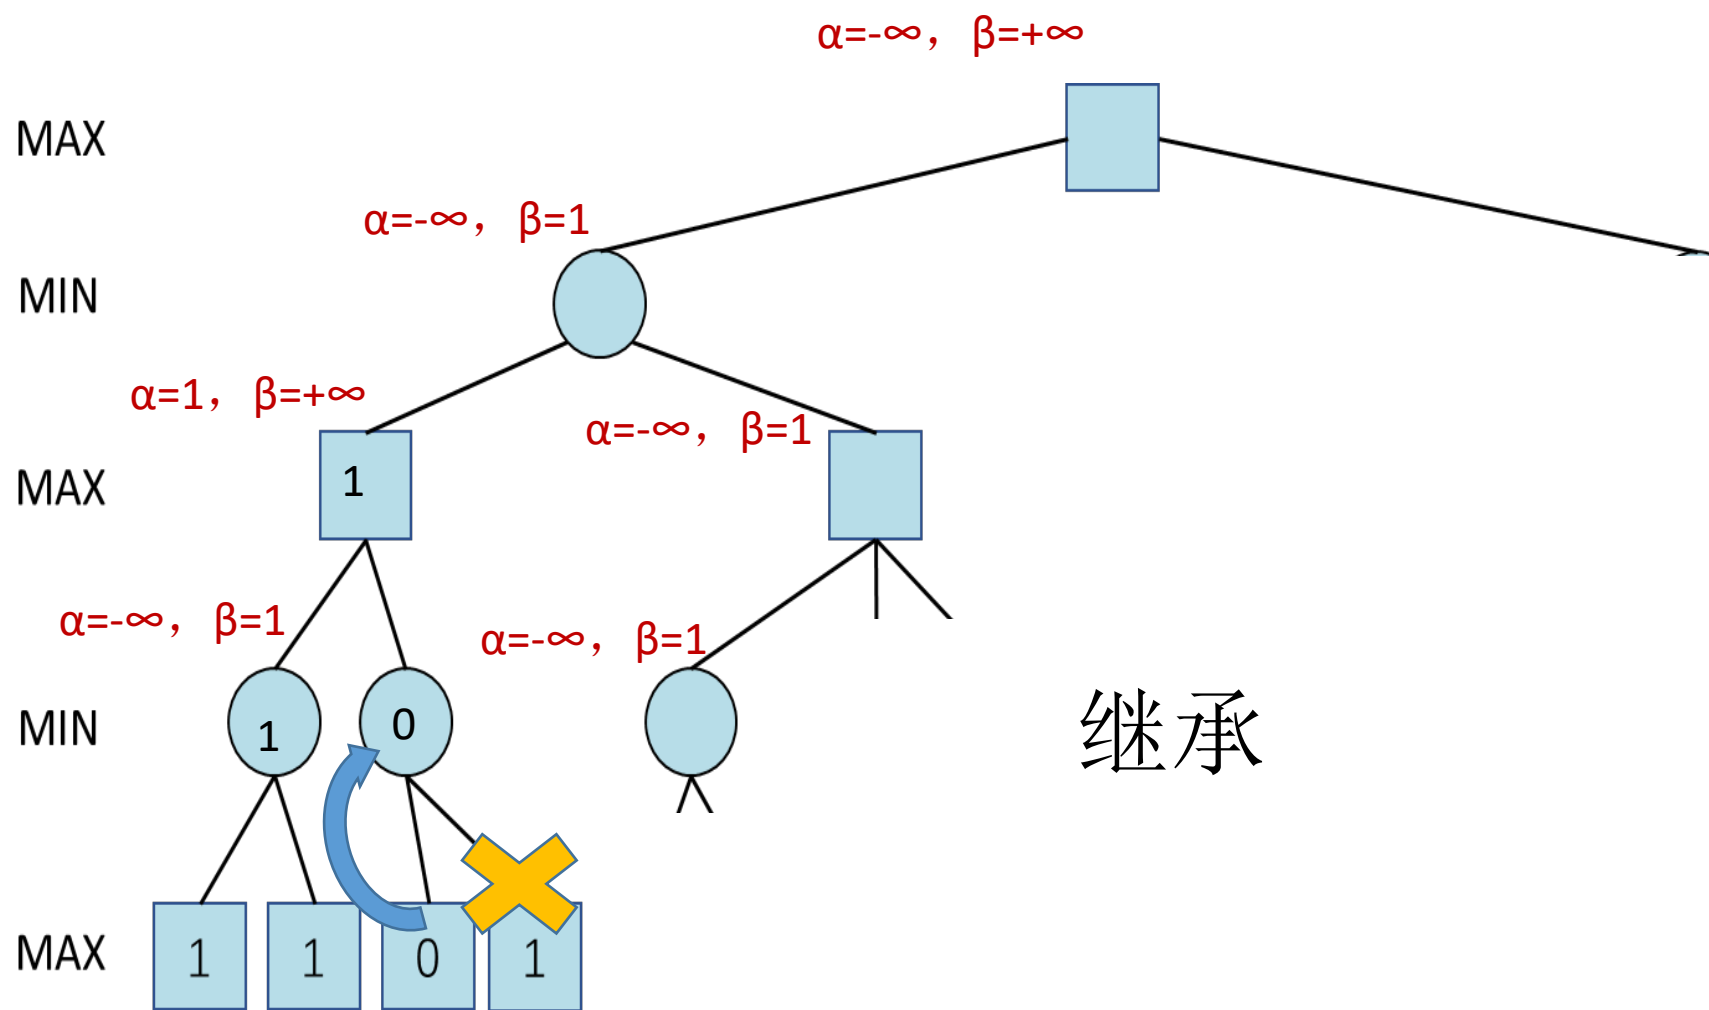 α=-∞，β=+∞
MAX
α=-∞，β=1
MIN
α=1，β=+∞
α=-∞，β=1
MAX
1
α=-∞，β=1
α=-∞，β=1
MIN
1
0
继承
MAX
1
1
0
1